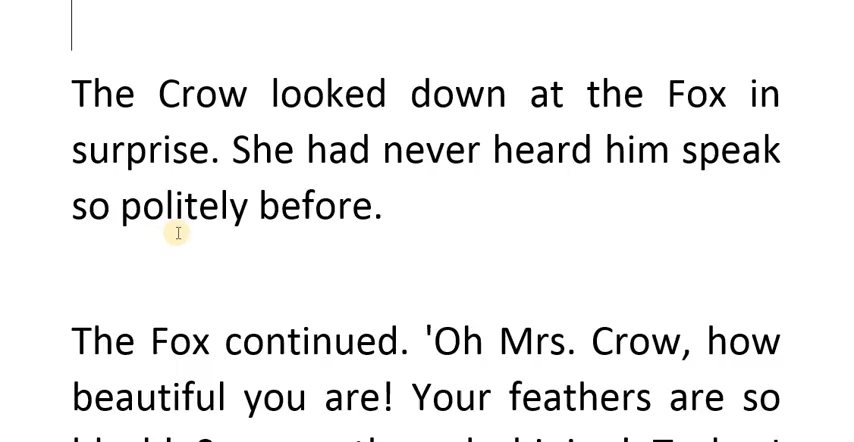 The Crow looked down at the Fox in
surprise. She had never heard him speak
so politely before.
The Fox continued. 'Oh Mrs. Crow, how
beautiful you are! Your feathers are so